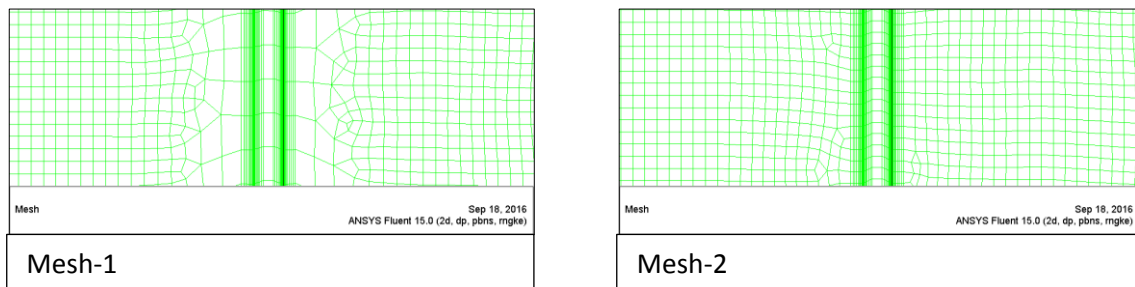 Mesh
Sep 18, 2016
ANSYS Fluent 15.0 (2d, dp, pbns, rngke)
Mesh-1
Mesh
Sep 18, 2016
ANSYS Fluent 15.0 (2d, dp, pbns, rngke)
Mesh-2